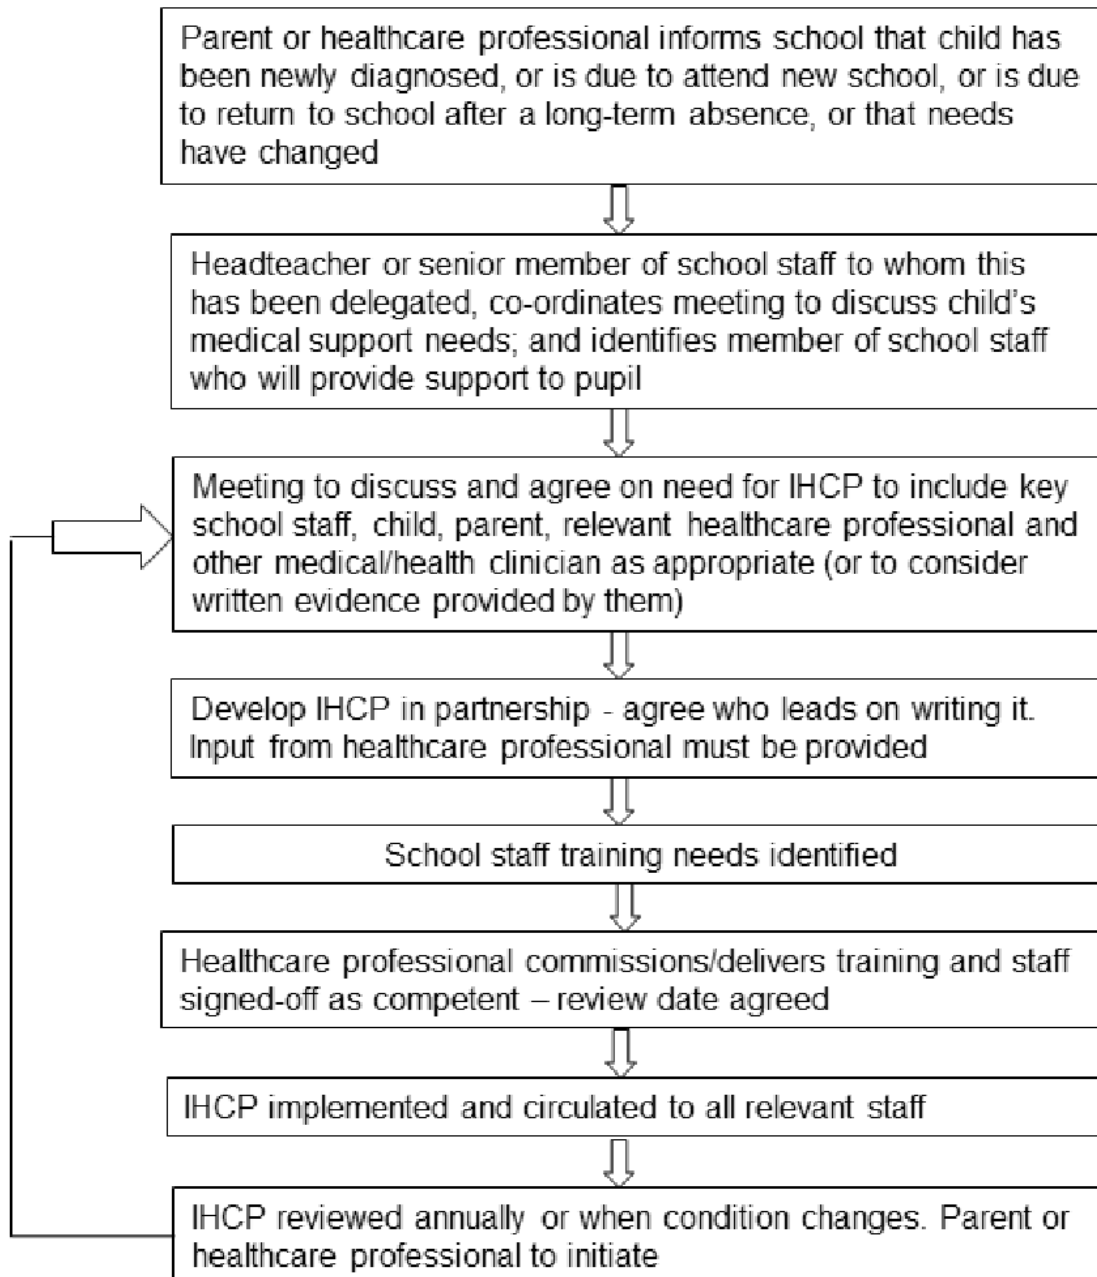 Parent or healthcare professional informs school that child has
been newly diagnosed, or is due to attend new school, or is due
to return to school after a long-term absence, or that needs
have changed
Headteacher or senior member of school staff to whom this
has been delegated, co-ordinates meeting to discuss child's
medical support needs; and identifies member of school staff
who will provide support to pupil
Meeting to discuss and agree on need for IHCP to include key
school staff, child, parent, relevant healthcare professional and
other medical/health clinician as appropriate (or to consider
written evidence provided by them)
Develop IHCP in partnership - agree who leads on writing it.
Input from healthcare professional must be provided
School staff training needs identified
Healthcare professional commissions/delivers training and staff
signed-off as competent – review date agreed
IHCP implemented and circulated to all relevant staff
IHCP reviewed annually or when condition changes. Parent or
healthcare professional to initiate